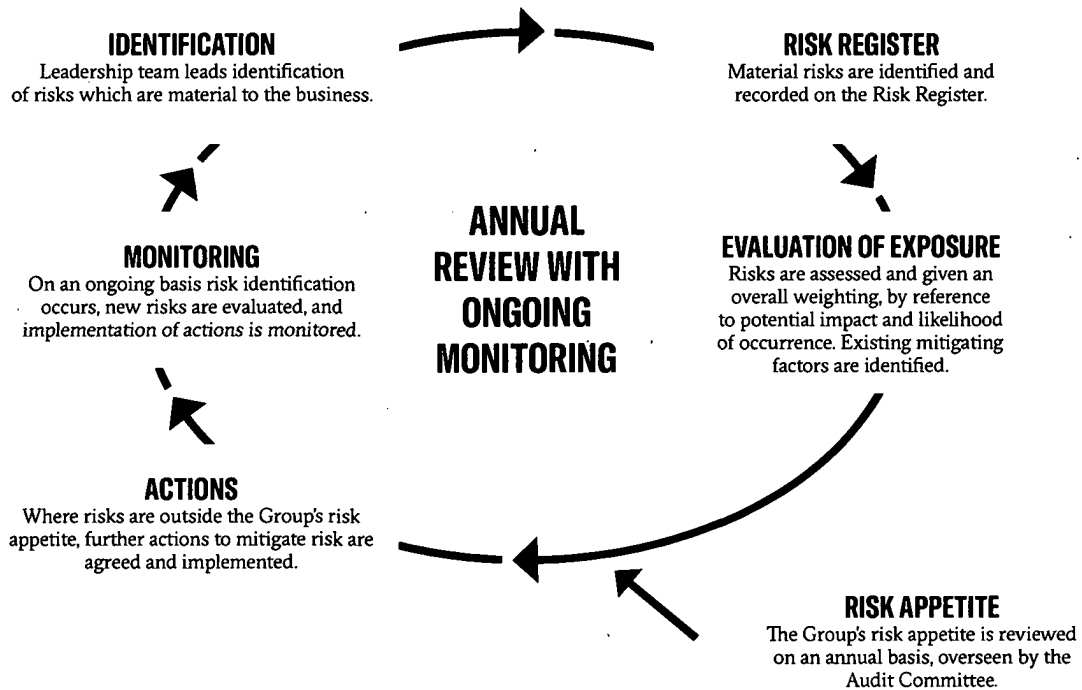 IDENTIFICATION
Leadership team leads identification
of risks which are material to the business.
RISK REGISTER
Material risks are identified and
recorded on the Risk Register.
ANNUAL
REVIEW WITH
ONGOING
MONITORING
EVALUATION OF EXPOSURE
Risks are assessed and given an
overall weighting, by reference
to potential impact and likelihood
of occurrence. Existing mitigating
factors are identified.
MONITORING
On an ongoing basis risk identification
occurs, new risks are evaluated, and
implementation of actions is monitored.
ACTIONS
Where risks are outside the Group's risk
appetite, further actions to mitigate risk are
agreed and implemented.
RISK APPETITE
The Group's risk appetite is reviewed
on an annual basis, overseen by the
Audit Committee.